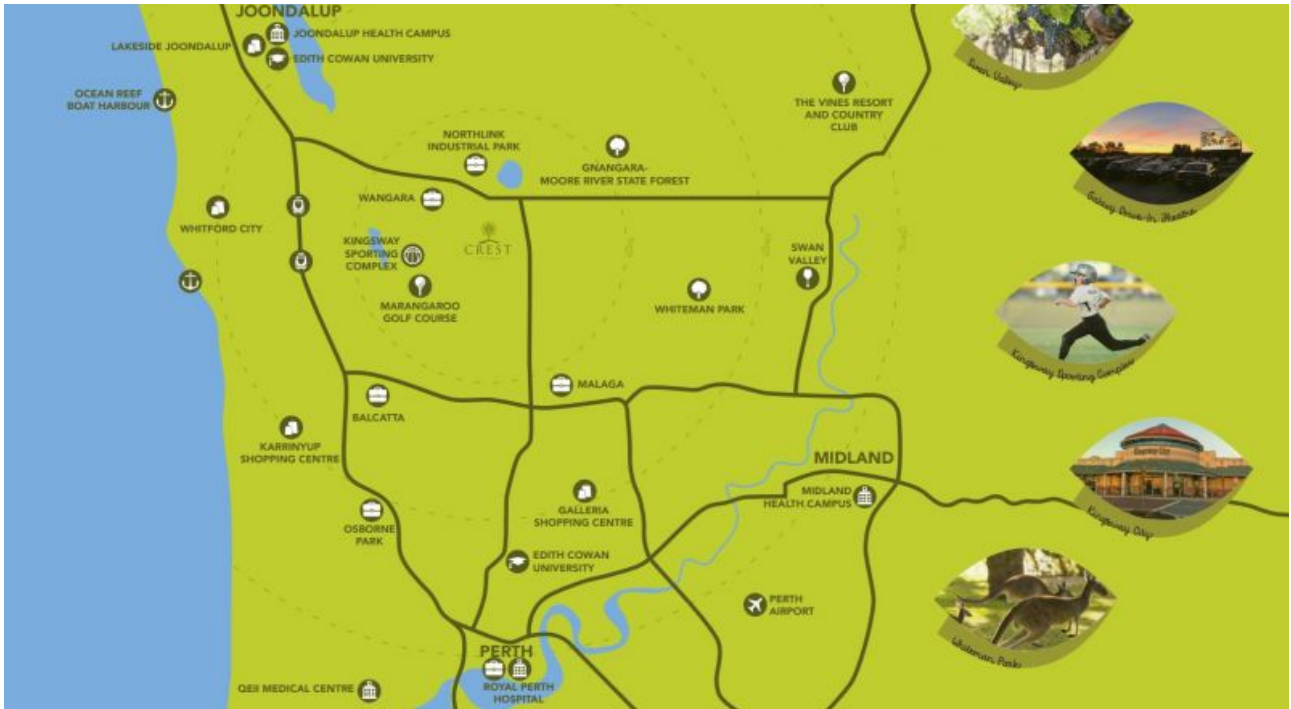 JOONDALUP
JOONDALUP HEALTH CAMPUS
LAKESIDE JOONDALUP
EDITH COWAN UNIVERSITY
OCEAN REEF
BOAT HARBOUR
THE VINES RESORT
AND COUNTRY
CLUB
NORTHLINK
INDUSTRIAL PARK
GNANGARA-
MOORE RIVER STATE FOREST
WANGARA
WHITFORD CITY
KINGSWAY
SPORTING
COMPLEX
CREST
SWAN
VALLEY
MARANGAROO
GOLF COURSE
WHITEMAN PARK
MALAGA
BALCATTA
KARRINYUP
SHOPPING CENTRE
MIDLAND
MIDLAND
HEALTH CAMPUS
GALLERIA
SHOPPING CENTRE
OSBORNE
PARK
EDITH COWAN
UNIVERSITY
PERTH
AIRPORT
PERTH
ROYAL PERTH
HOSPITAL
QEII MEDICAL CENTRE
Swan Valley
Galaxy Drive-In Theatre
Kingsway Sporting Complex
Kingsway City
Whiteman Park